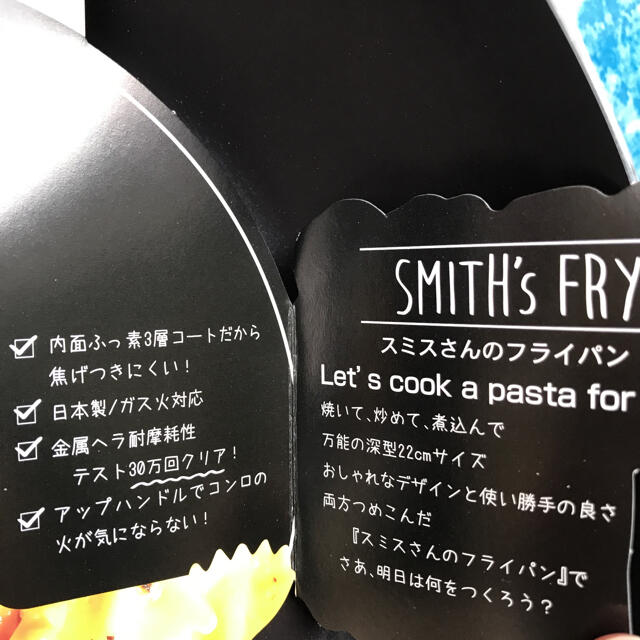 内面ふっ素3層コートだから
焦げつきにくい!
日本製/ガス火対応
金属ヘラ耐摩耗性
テスト30万回クリア!
アップハンドルでコンロの
火が気にならない!
SMITH's FRY
スミスさんのフライパン
Let's cook a pasta for
焼いて、炒めて、煮込んで
万能の深型22cmサイズ
おしゃれなデザインと使い勝手の良さ
両方つめこんだ
『スミスさんのフライパン』で
さあ、明日は何をつくろう?